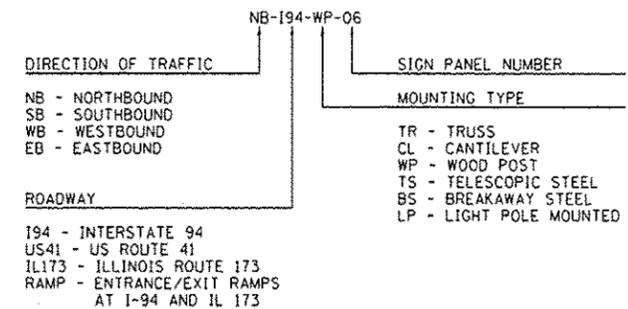 NB-I94-WP-06
DIRECTION OF TRAFFIC
NB - NORTHBOUND
SB - SOUTHBOUND
WB - WESTBOUND
EB - EASTBOUND
ROADWAY
I94 - INTERSTATE 94
US41 - US ROUTE 41
IL173 - ILLINOIS ROUTE 173
RAMP - ENTRANCE/EXIT RAMPS
AT I-94 AND IL 173
SIGN PANEL NUMBER
MOUNTING TYPE
TR - TRUSS
CL - CANTILEVER
WP - WOOD POST
TS - TELESCOPIC STEEL
BS - BREAKAWAY STEEL
LP - LIGHT POLE MOUNTED